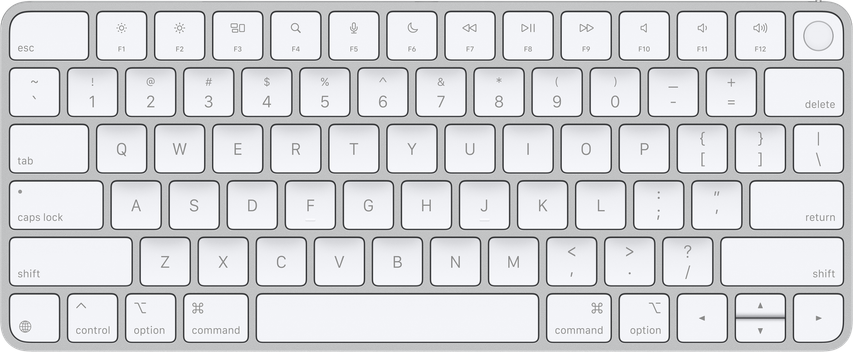 esc F1 F2 F3 F4 F5 F6 F7 F8 F9 F10 F11 F12
~ ! @ # $ % ^ & * ( ) — +
` 1 2 3 4 5 6 7 8 9 0 - = delete
tab Q W E R T Y U I O P { [ } ] | \
caps lock A S D F G H J K L : ; " ' return
shift Z X C V B N M < , > . ? / shift
control ⌥ option ⌘ command ⌘ command ⌥ option